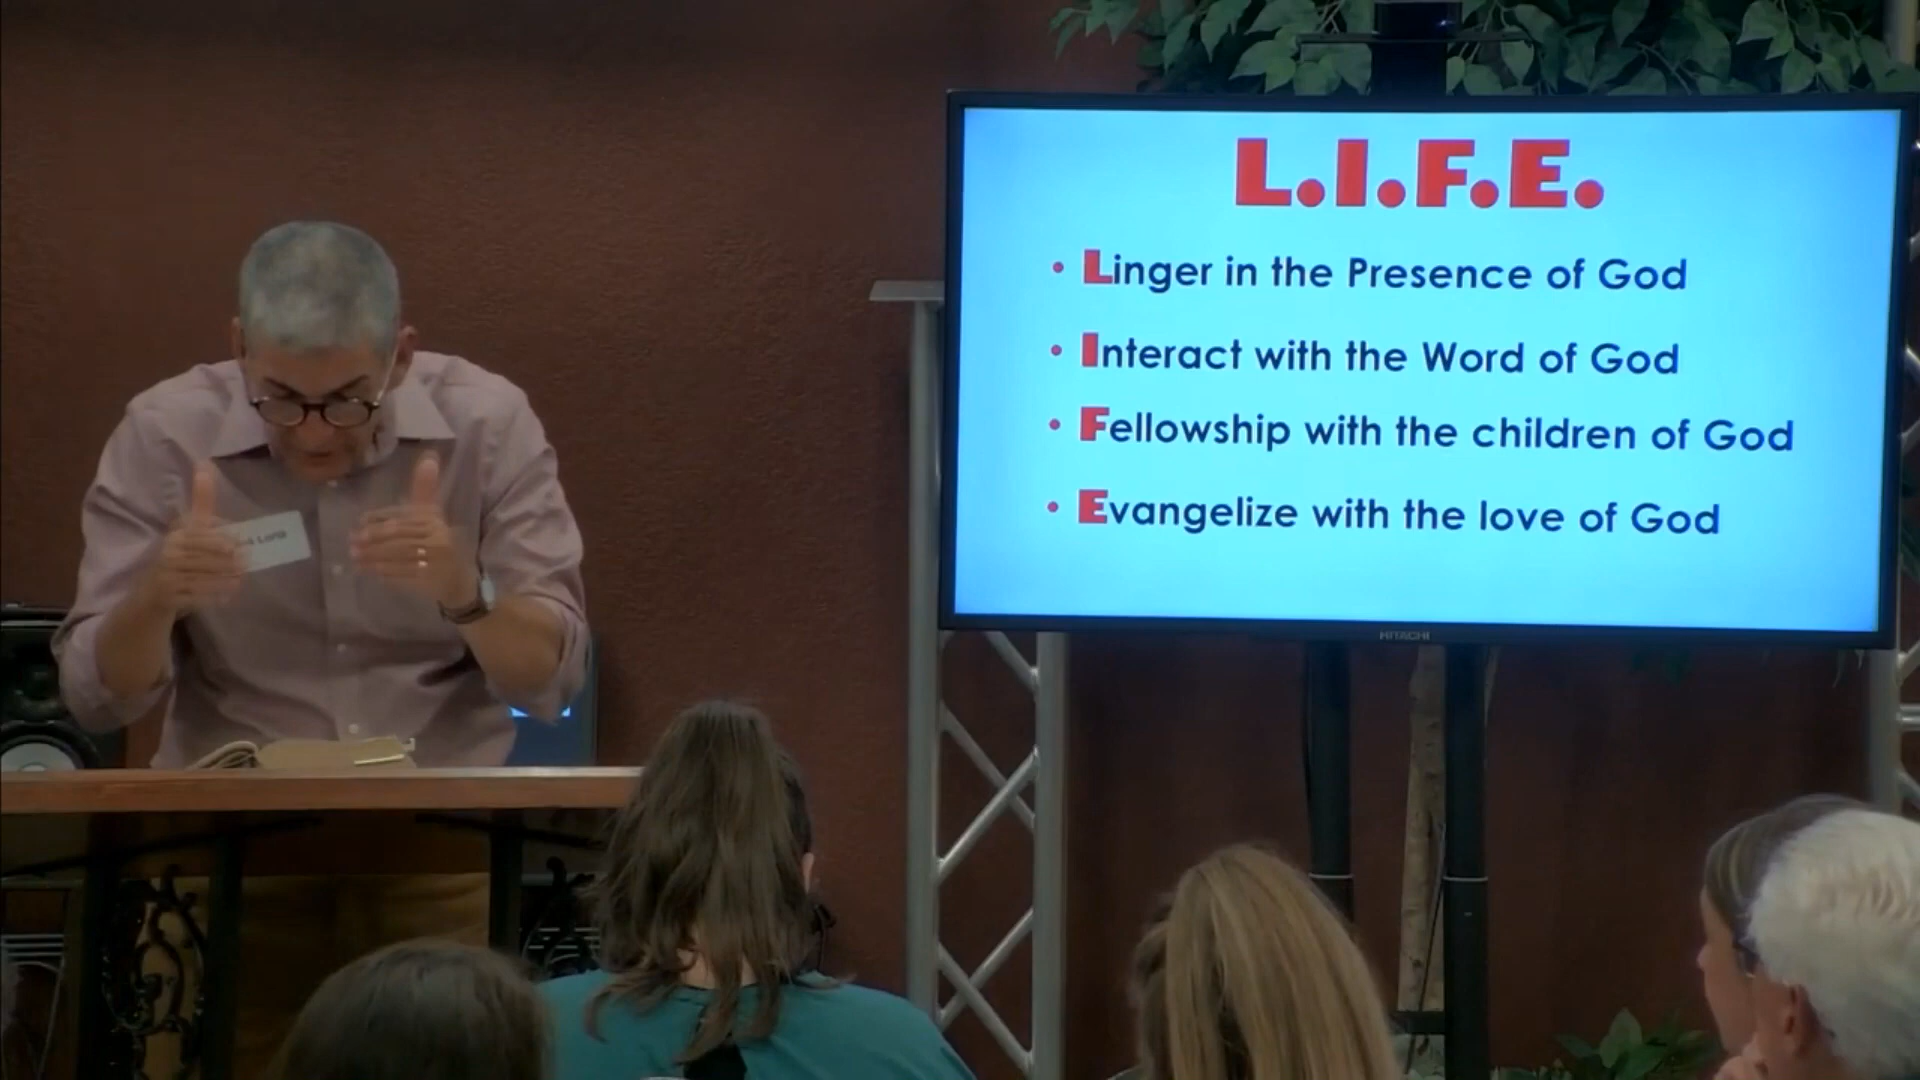 L.I.F.E.
• Linger in the Presence of God
• Interact with the Word of God
• Fellowship with the children of God
• Evangelize with the love of God
HITACHI